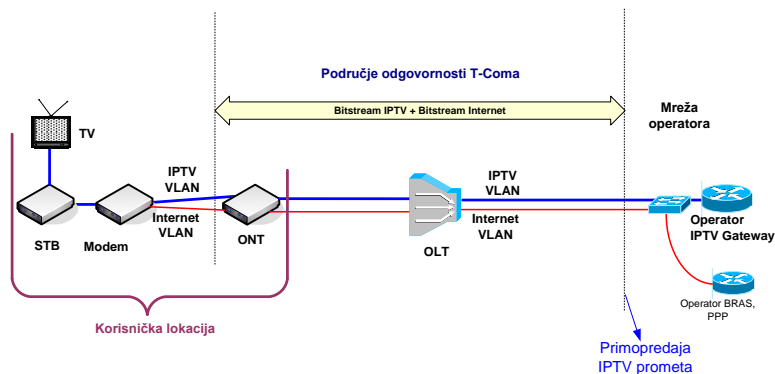 Područje odgovornosti T-Coma
Bitstream IPTV + Bitstream Internet
Mreža
operatora
TV
IPTV
VLAN
Internet
VLAN
STB
Modem
ONT
OLT
IPTV
VLAN
Internet
VLAN
Operator
IPTV Gateway
Operator BRAS,
PPP
Korisnička lokacija
Primopredaja
IPTV prometa